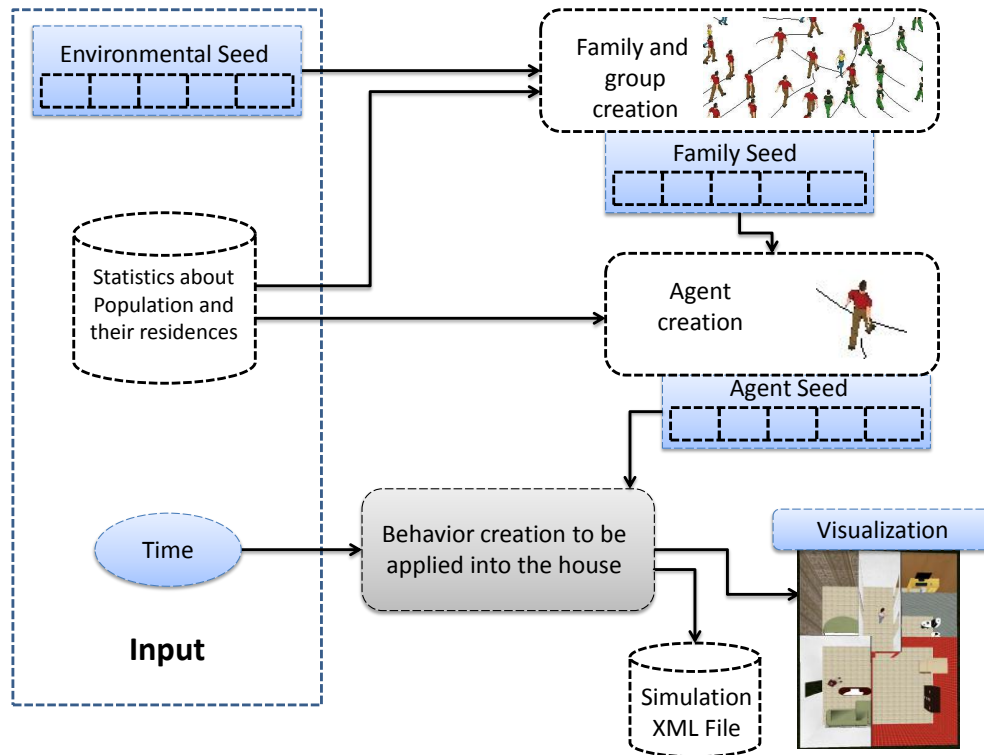 Environmental Seed
Family and
group
creation
Family Seed
Statistics about
Population and
their residences
Agent
creation
Agent Seed
Time
Behavior creation to be
applied into the house
Visualization
Input
Simulation
XML File